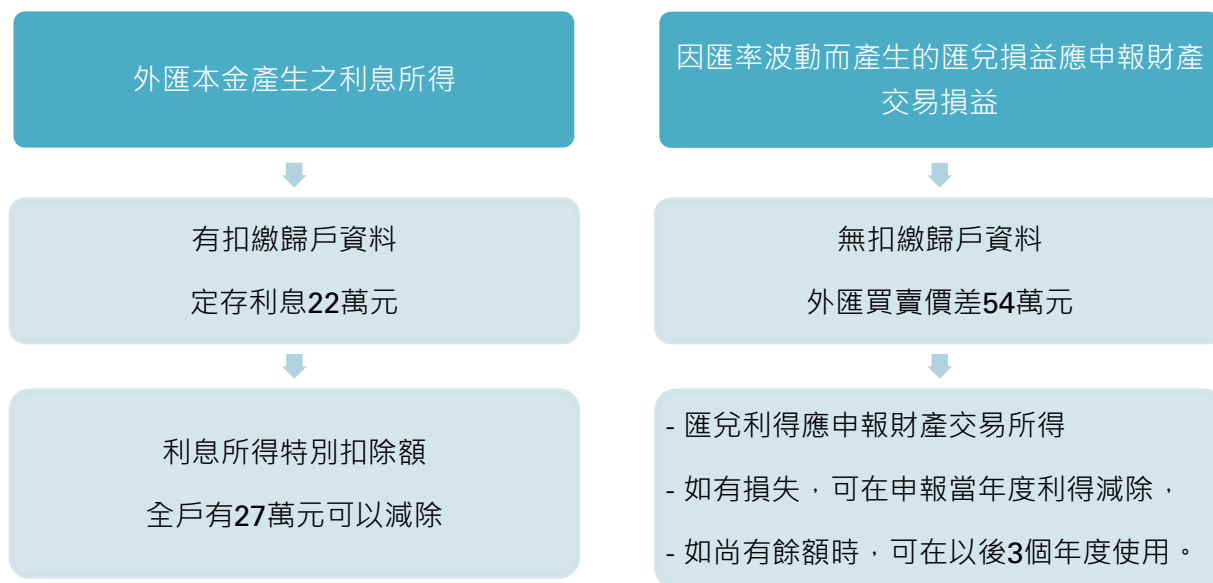 外匯本金產生之利息所得
有扣繳歸戶資料
定存利息22萬元
利息所得特別扣除額
全戶有27萬元可以減除
因匯率波動而產生的匯兌損益應申報財產
交易損益
無扣繳歸戶資料
外匯買賣價差54萬元
- 匯兌利得應申報財產交易所得
- 如有損失，可在申報當年度利得減除，
- 如尚有餘額時，可在以後3個年度使用。